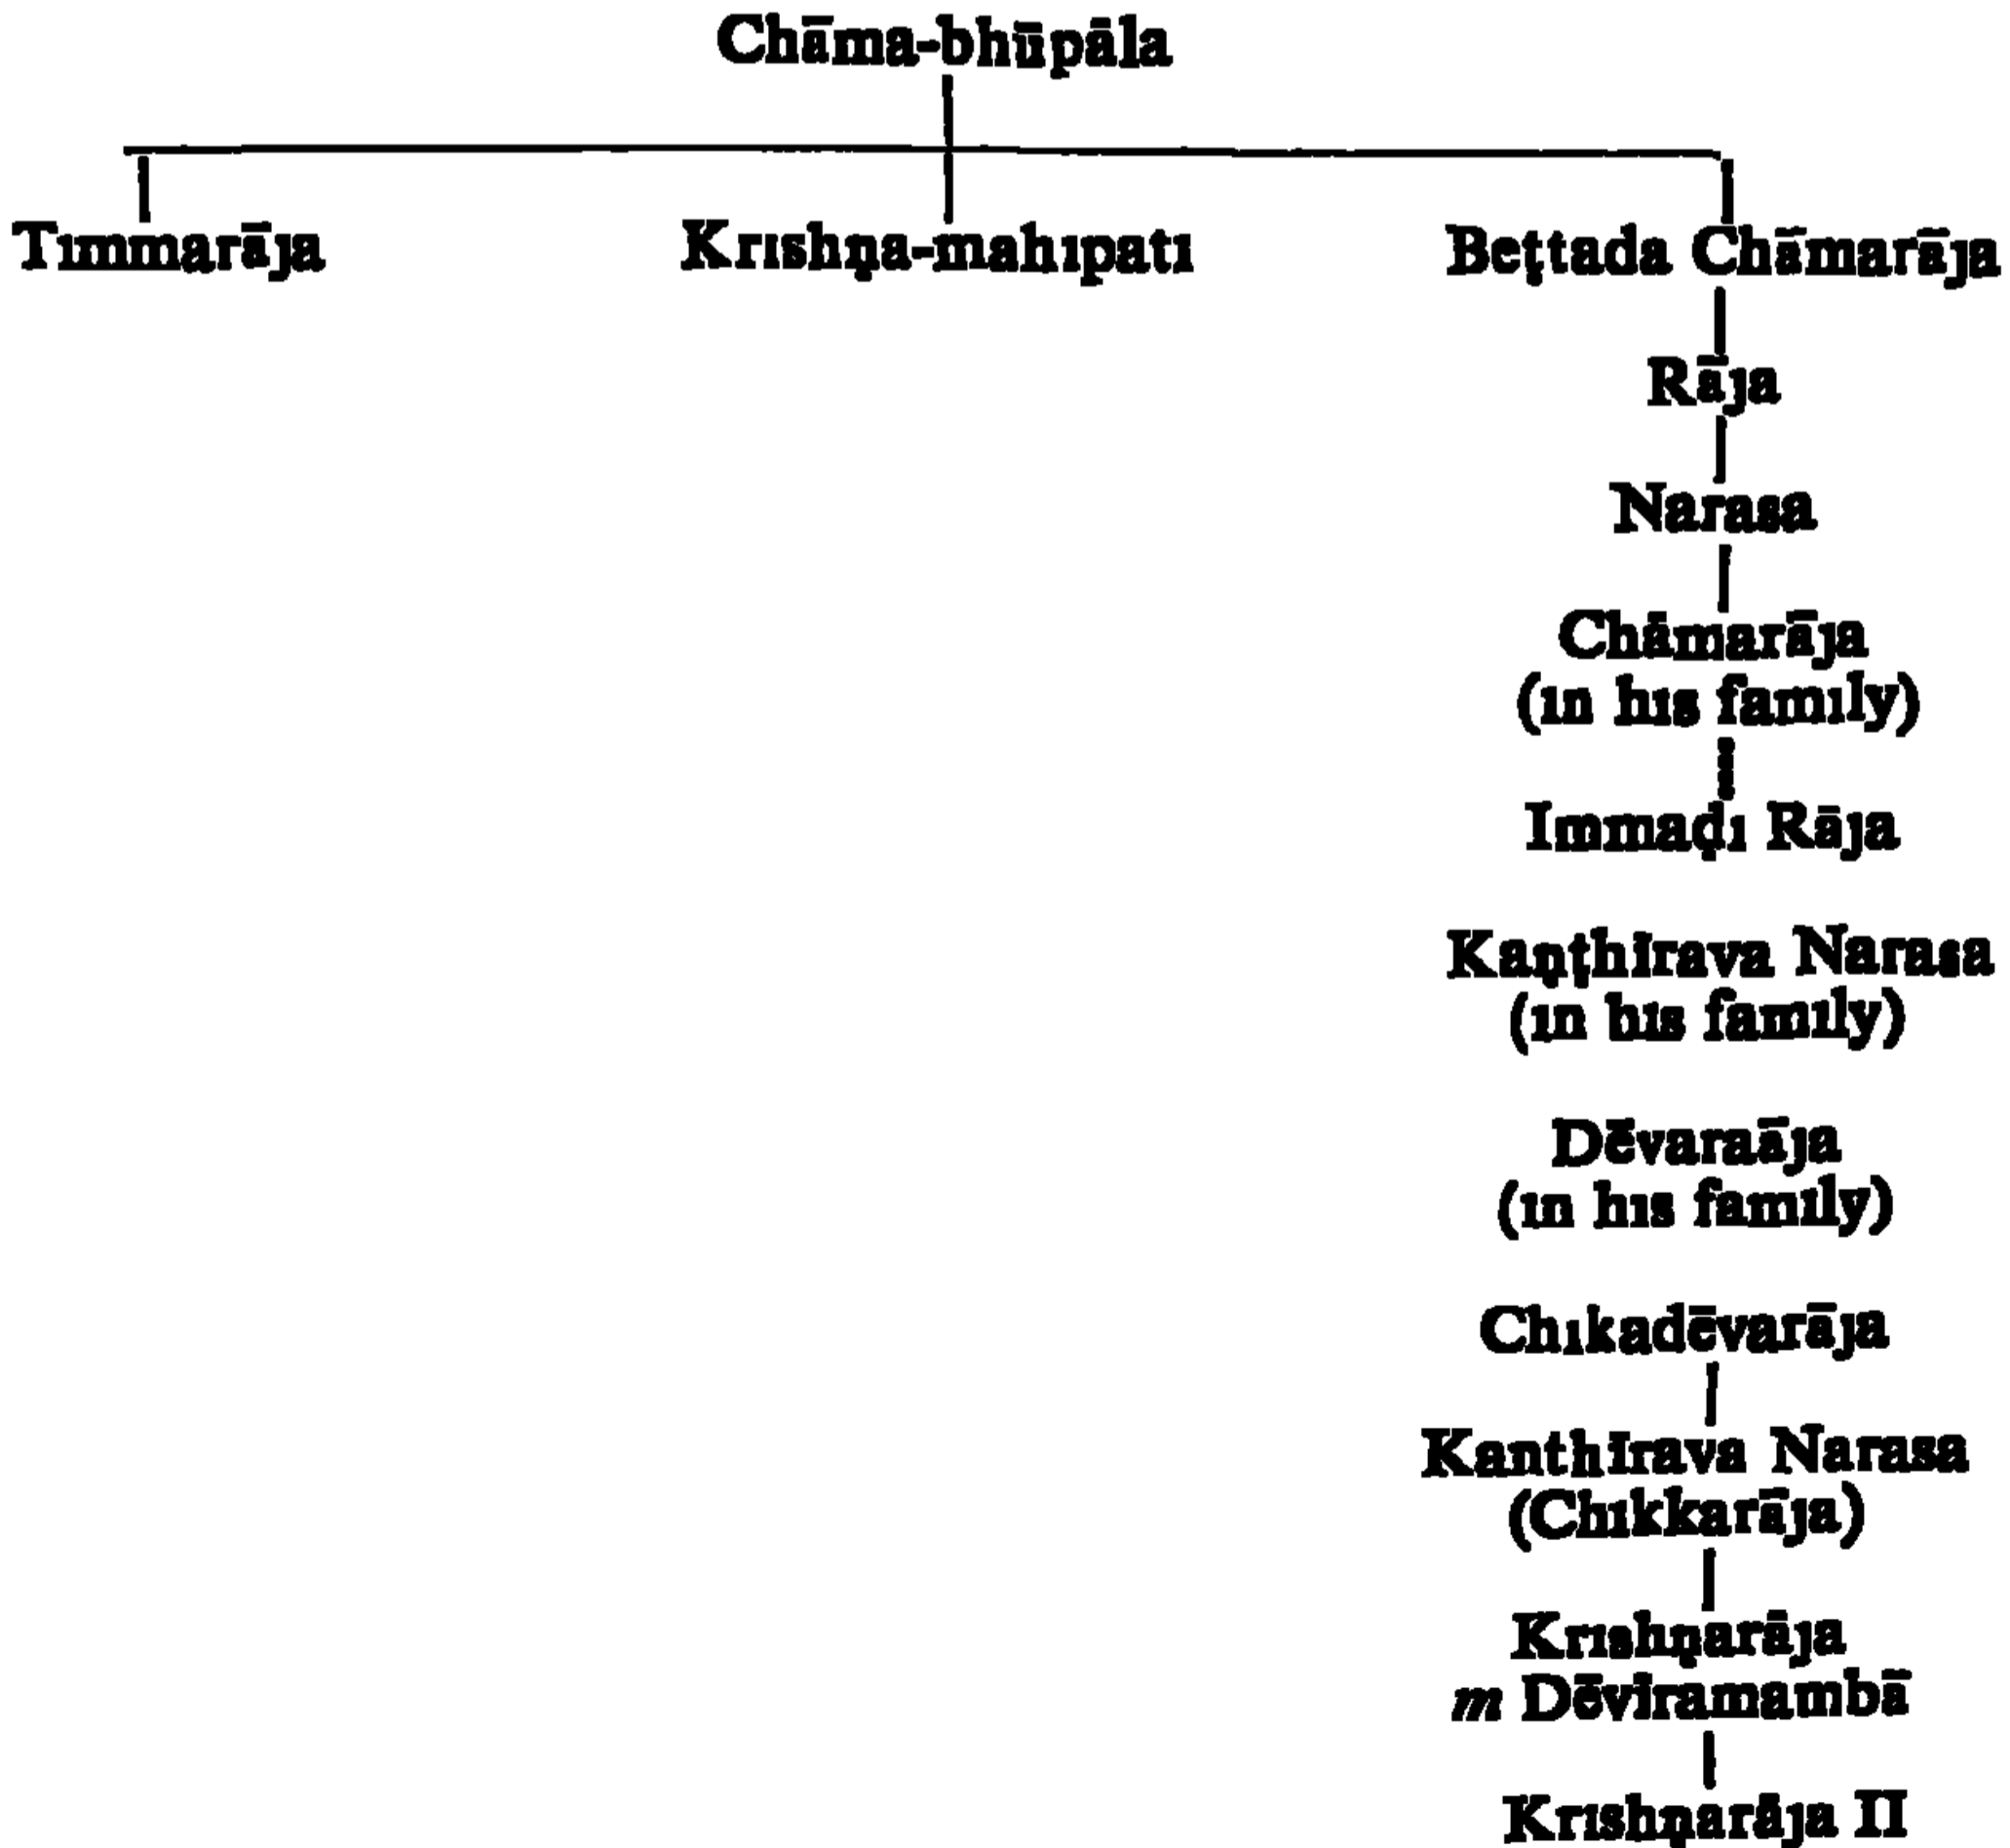 Chāma-bhūpāla
Timmarāja Krishṇa-mahipati Beṭṭada Chāmarāja
Rāja
Narasa
Chāmarāja
(in his family)
Immaḍi Rāja
Kaṇṭhīrava Narasa
(in his family)
Dēvaraāja
(in his family)
Chikadēvarāja
Kanthīrava Narasa
(Chikkarāja)
Krishṇarāja
m Dēvīramambā
Krishṇarāja II